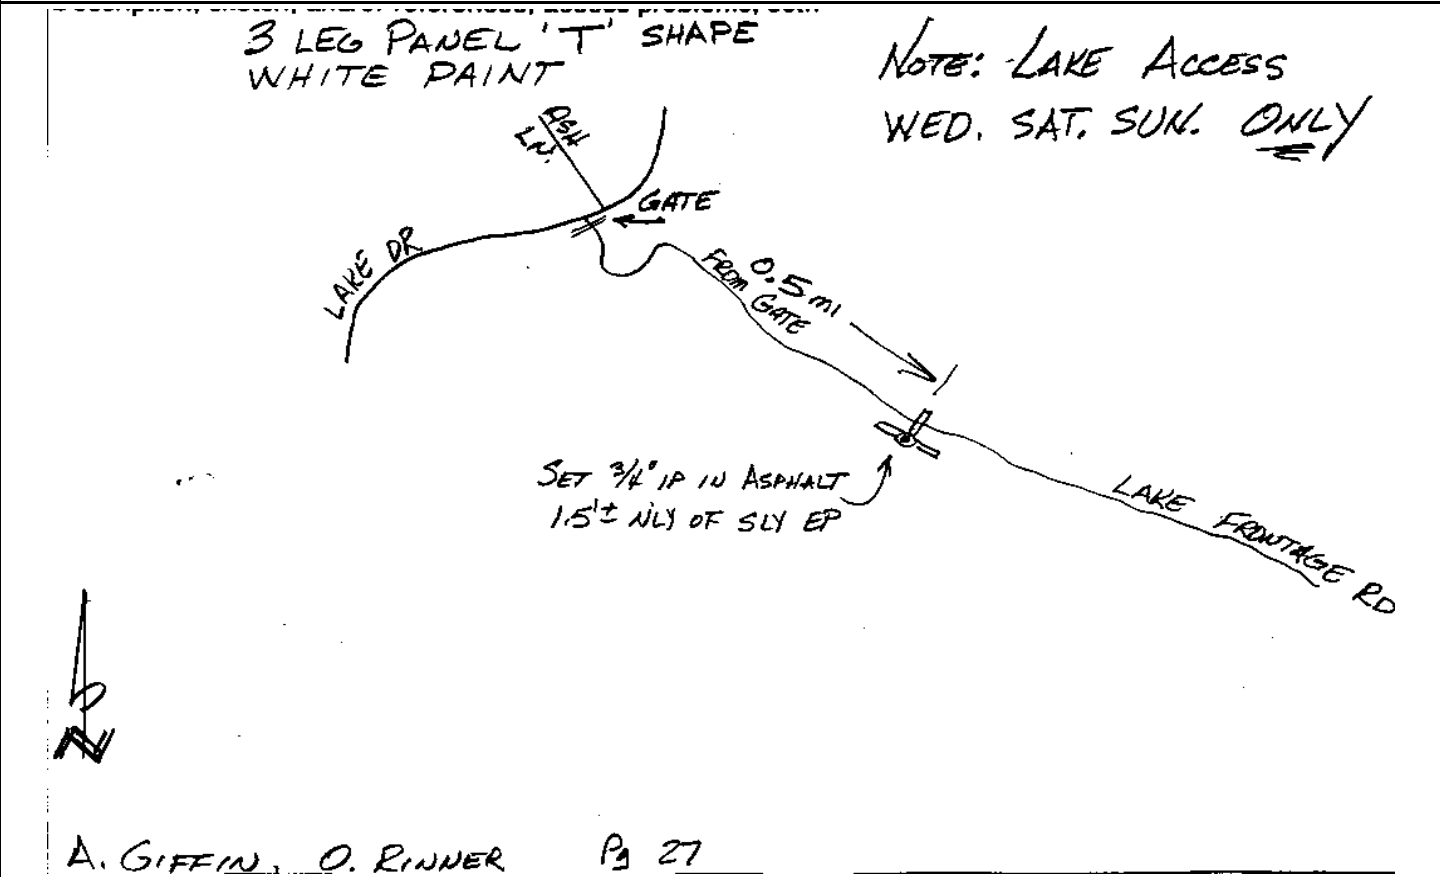 3 LEG PANEL 'T' SHAPE
WHITE PAINT
NOTE: LAKE ACCESS
WED. SAT. SUN. ONLY
ASH
LN.
GATE
LAKE DR
0.5 mi
FROM GATE
SET 3/4" IP IN ASPHALT
1.5'± NLY OF SLY EP
LAKE FRONTAGE RD
N
A. GIFFIN, O. RINNER Pg 27